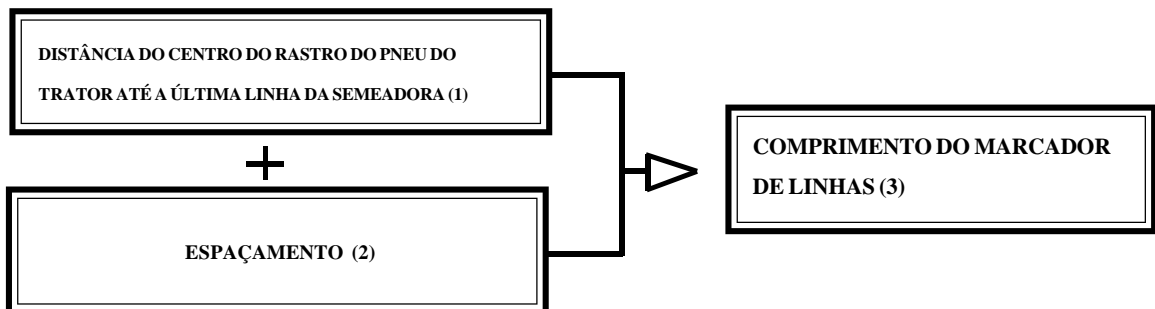 DISTÂNCIA DO CENTRO DO RASTRO DO PNEU DO
TRATOR ATÉ A ÚLTIMA LINHA DA SEMEADORA (1)
+
ESPAÇAMENTO (2)
COMPRIMENTO DO MARCADOR
DE LINHAS (3)